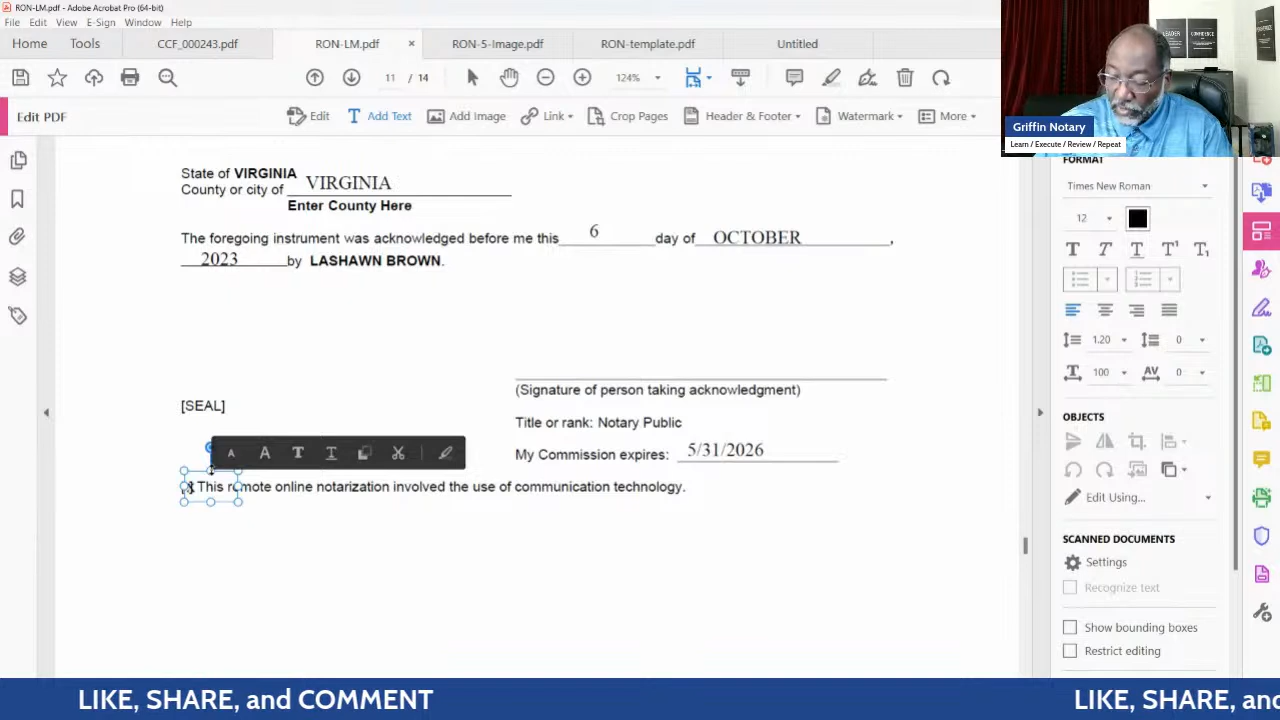 RON-LM.pdf - Adobe Acrobat Pro (64-bit)
File Edit View E-Sign Window Help
Home Tools CCF_000243.pdf RON-LM.pdf × RON-5-Image.pdf RON-template.pdf Untitled
11 / 14 124%
Edit PDF Edit Add Text Add Image Link Crop Pages Header & Footer Watermark More
LEADER
Griffin Notary
Learn / Execute / Review / Repeat
State of VIRGINIA
County or city of VIRGINIA
Enter County Here
The foregoing instrument was acknowledged before me this 6 day of OCTOBER ,
2023 by LASHAWN BROWN.
(Signature of person taking acknowledgment)
[SEAL]
Title or rank: Notary Public
My Commission expires: 5/31/2026
This remote online notarization involved the use of communication technology.
FORMAT
Times New Roman
12
T T T T¹ T₁
1.20 0
100 AV 0
OBJECTS
Edit Using...
SCANNED DOCUMENTS
Settings
Recognize text
Show bounding boxes
Restrict editing
LIKE, SHARE, and COMMENT LIKE, SHARE, and